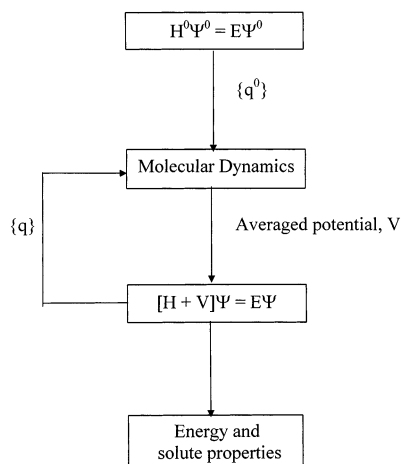 H⁰Ψ⁰ = EΨ⁰
{q⁰}
Molecular Dynamics
{q}
Averaged potential, V
[H + V]Ψ = EΨ
Energy and
solute properties